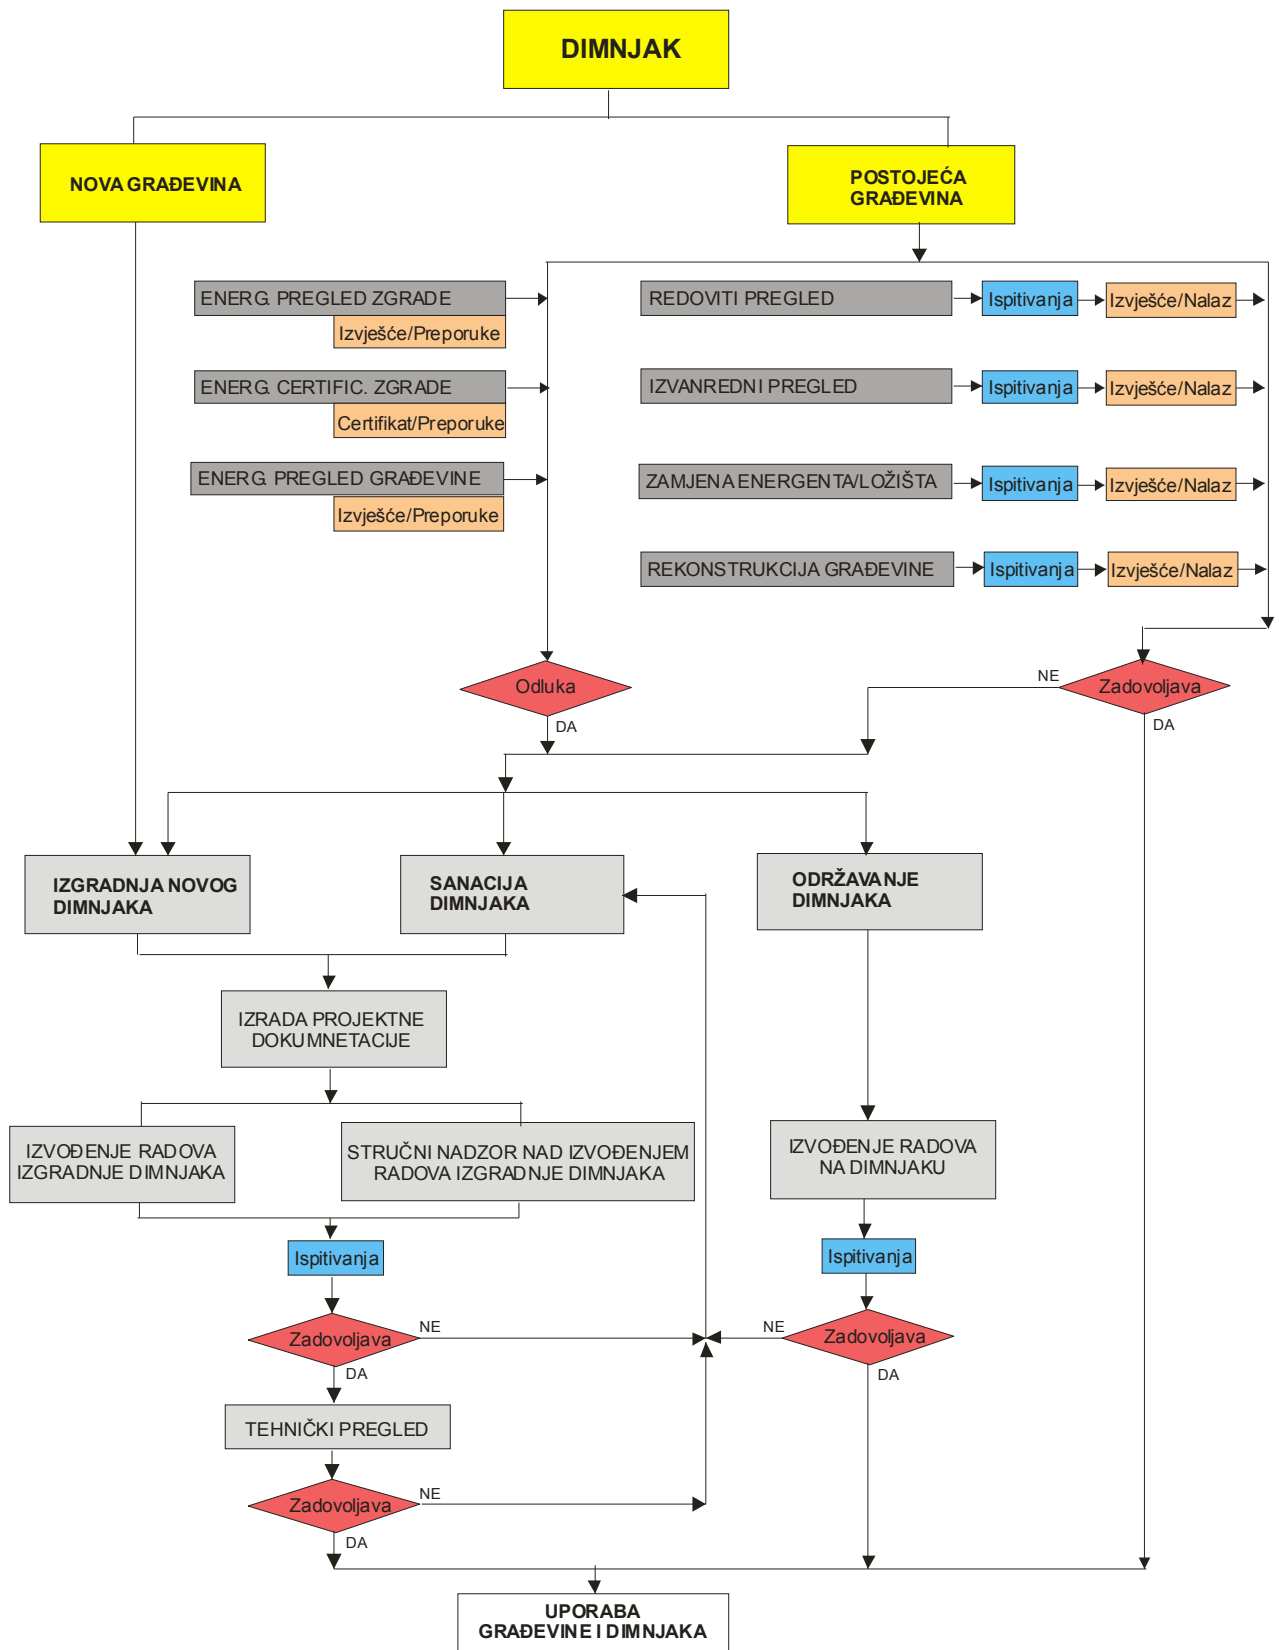 DIMNJAK
NOVA GRAĐEVINA
POSTOJEĆA
GRAĐEVINA
ENERG. PREGLED ZGRADE
Izvješće/Preporuke
ENERG. CERTIFIC. ZGRADE
Certifikat/Preporuke
ENERG. PREGLED GRAĐEVINE
Izvješće/Preporuke
REDOVITI PREGLED
Ispitivanja
Izvješće/Nalaz
IZVANREDNI PREGLED
Ispitivanja
Izvješće/Nalaz
ZAMJENA ENERGENTA/LOŽIŠTA
Ispitivanja
Izvješće/Nalaz
REKONSTRUKCIJA GRAĐEVINE
Ispitivanja
Izvješće/Nalaz
Odluka
DA
NE
Zadovoljava
DA
IZGRADNJA NOVOG
DIMNJAKA
SANACIJA
DIMNJAKA
ODRŽAVANJE
DIMNJAKA
IZRADA PROJEKTNE
DOKUMNETACIJE
IZVOĐENJE RADOVA
IZGRADNJE DIMNJAKA
STRUČNI NADZOR NAD IZVOĐENJEM
RADOVA IZGRADNJE DIMNJAKA
IZVOĐENJE RADOVA
NA DIMNJAKU
Ispitivanja
Ispitivanja
Zadovoljava
NE
DA
NE
Zadovoljava
DA
TEHNIČKI PREGLED
Zadovoljava
NE
DA
UPORABA
GRAĐEVINE I DIMNJAKA